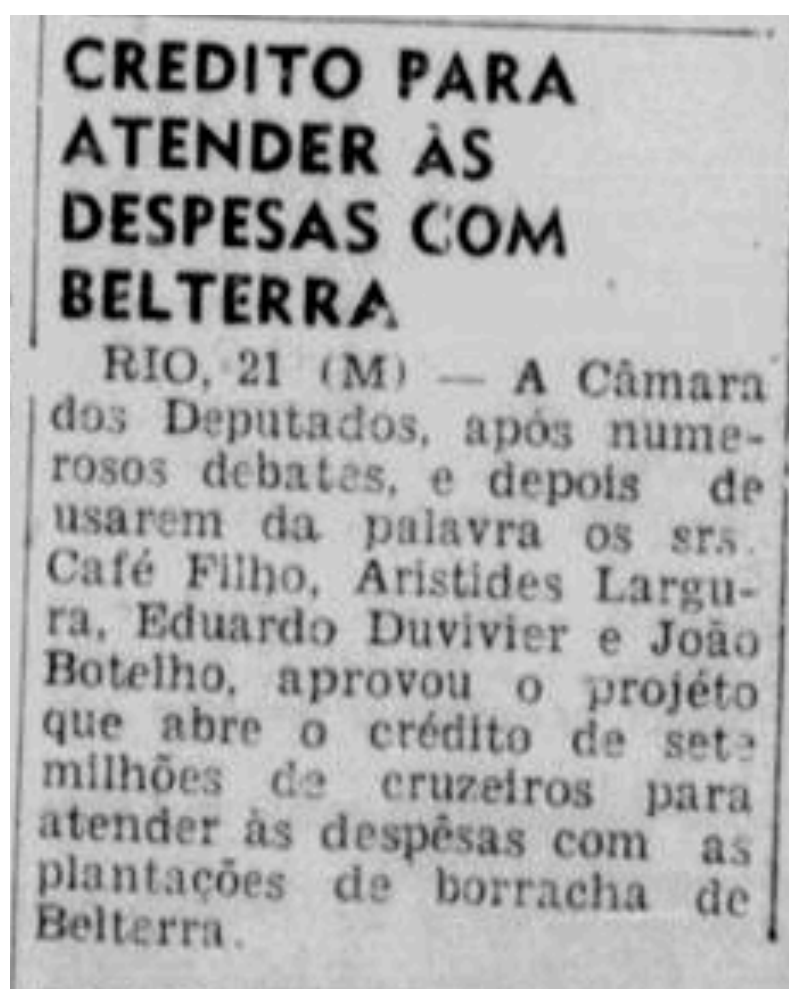 CREDITO PARA
ATENDER ÀS
DESPESAS COM
BELTERRA
RIO, 21 (M) — A Câmara
dos Deputados, após nume-
rosos debates, e depois de
usarem da palavra os srs.
Café Filho, Aristides Largu-
ra, Eduardo Duvivier e João
Botelho, aprovou o projéto
que abre o crédito de sete
milhões de cruzeiros para
atender às despêsas com as
plantações de borracha de
Belterra.